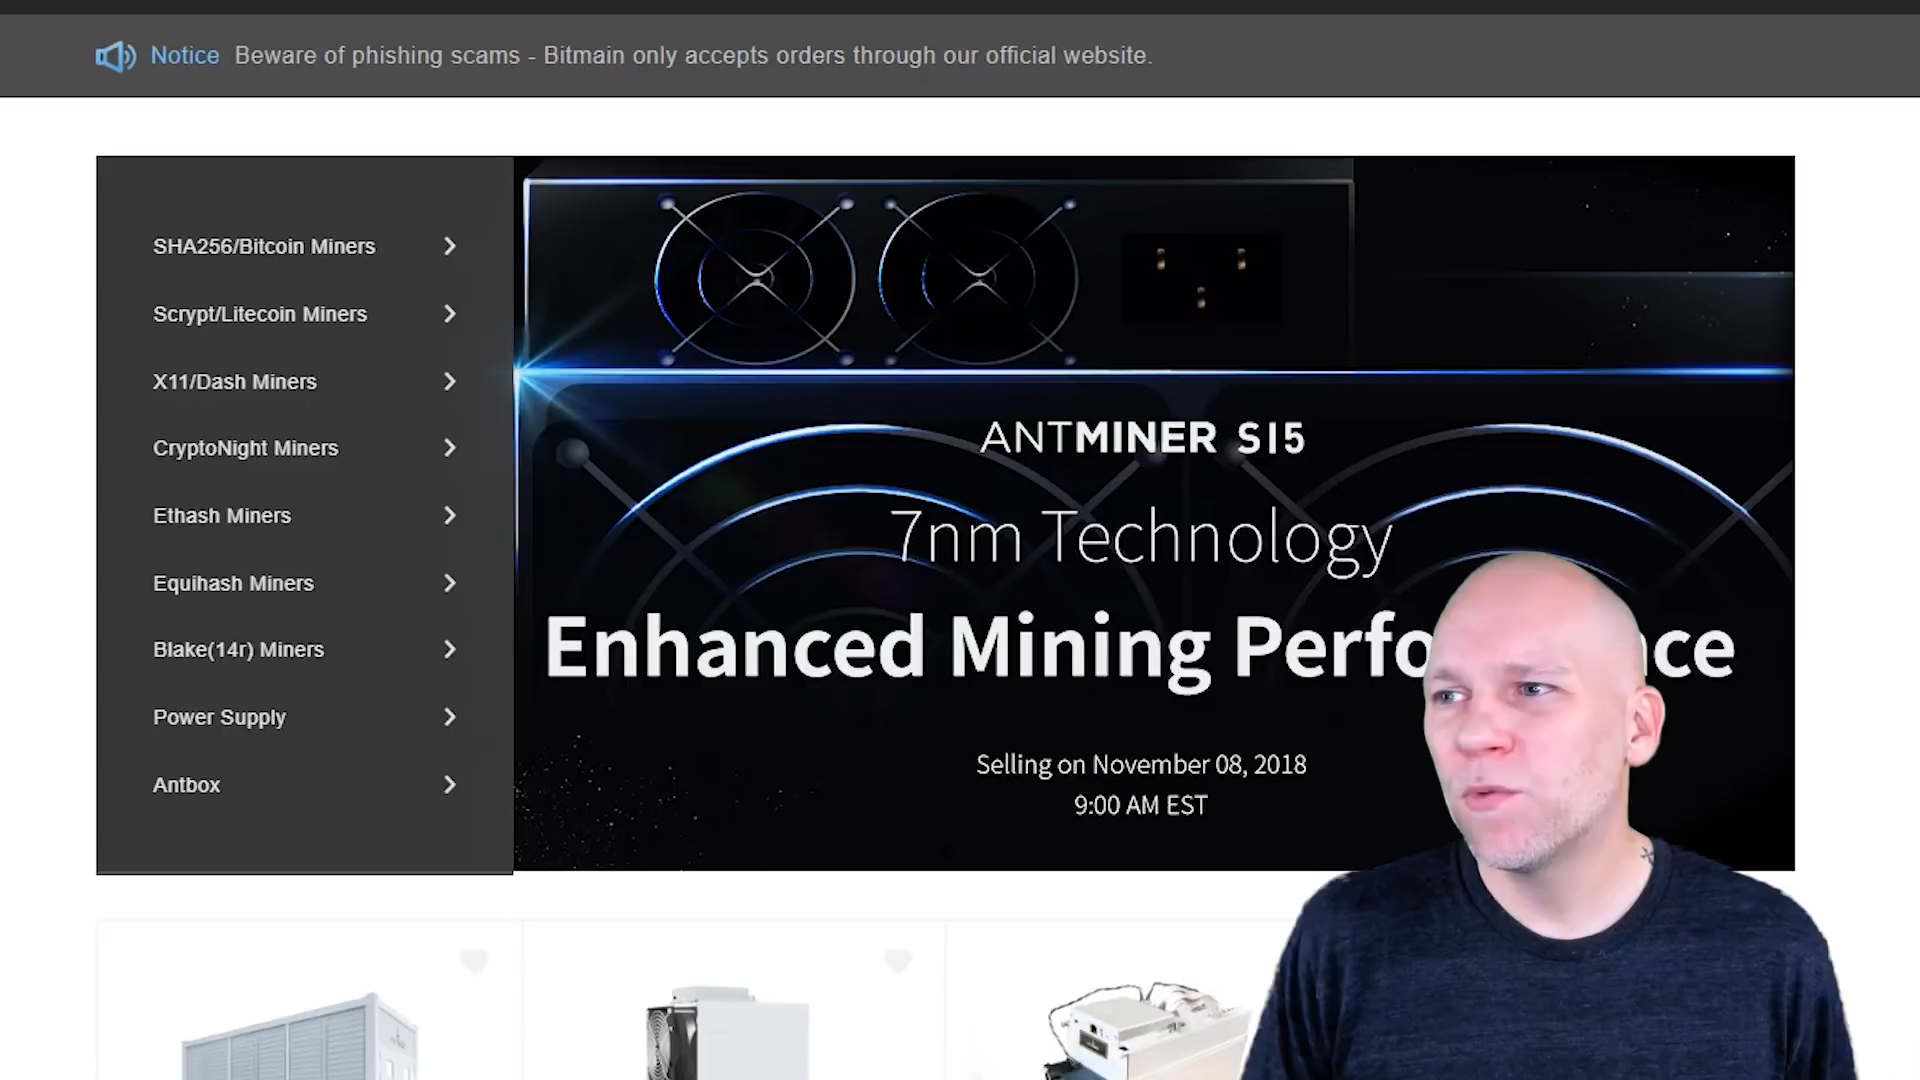 Notice Beware of phishing scams - Bitmain only accepts orders through our official website.
SHA256/Bitcoin Miners
Scrypt/Litecoin Miners
X11/Dash Miners
CryptoNight Miners
Ethash Miners
Equihash Miners
Blake(14r) Miners
Power Supply
Antbox
ANTMINER S15
7nm Technology
Enhanced Mining Perfo ce
Selling on November 08, 2018
9:00 AM EST